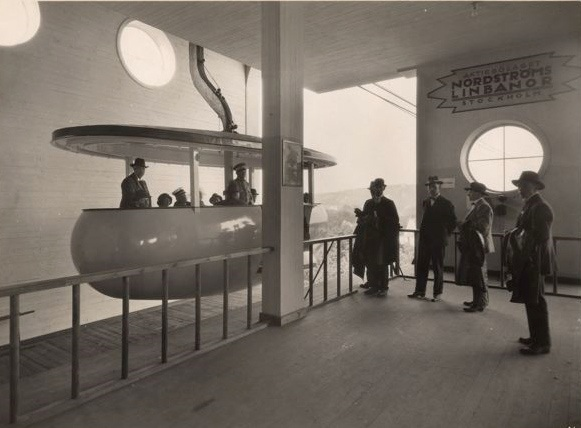 AKTIEBOLAGET
NORDSTRÖMS
LINBANOR
STOCKHOLM